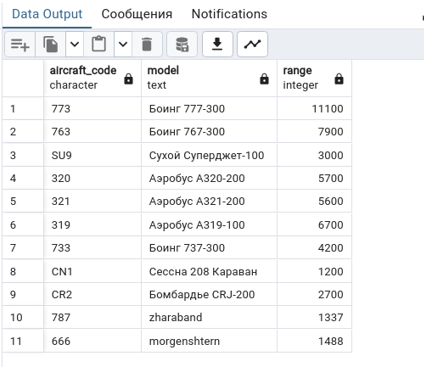 Data Output Сообщения Notifications
aircraft_code model range
character text integer
1 773 Боинг 777-300 11100
2 763 Боинг 767-300 7900
3 SU9 Сухой Суперджет-100 3000
4 320 Аэробус A320-200 5700
5 321 Аэробус A321-200 5600
6 319 Аэробус A319-100 6700
7 733 Боинг 737-300 4200
8 CN1 Сессна 208 Караван 1200
9 CR2 Бомбардье CRJ-200 2700
10 787 zharaband 1337
11 666 morgenshtern 1488